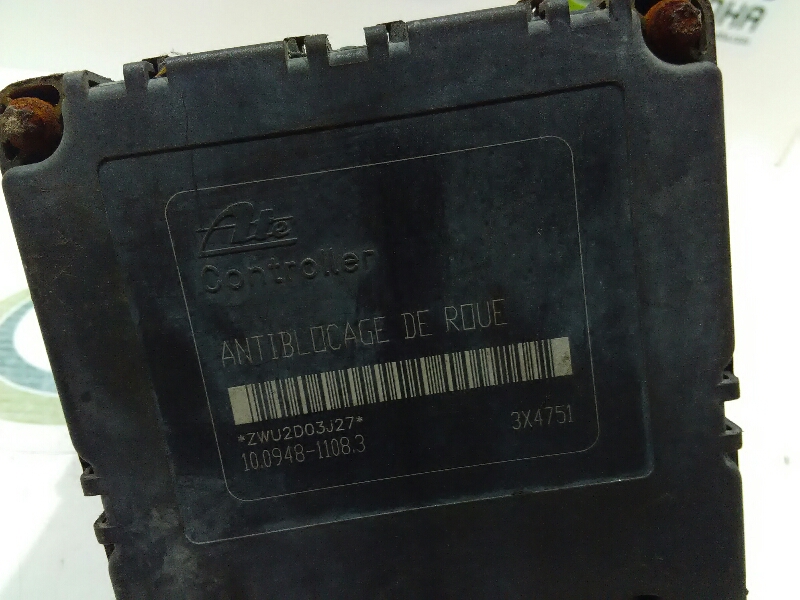 Ate
Controller
ANTIBLOCAGE DE ROUE
*ZWU2D03J27*
10.0948-1108.3 3X4751